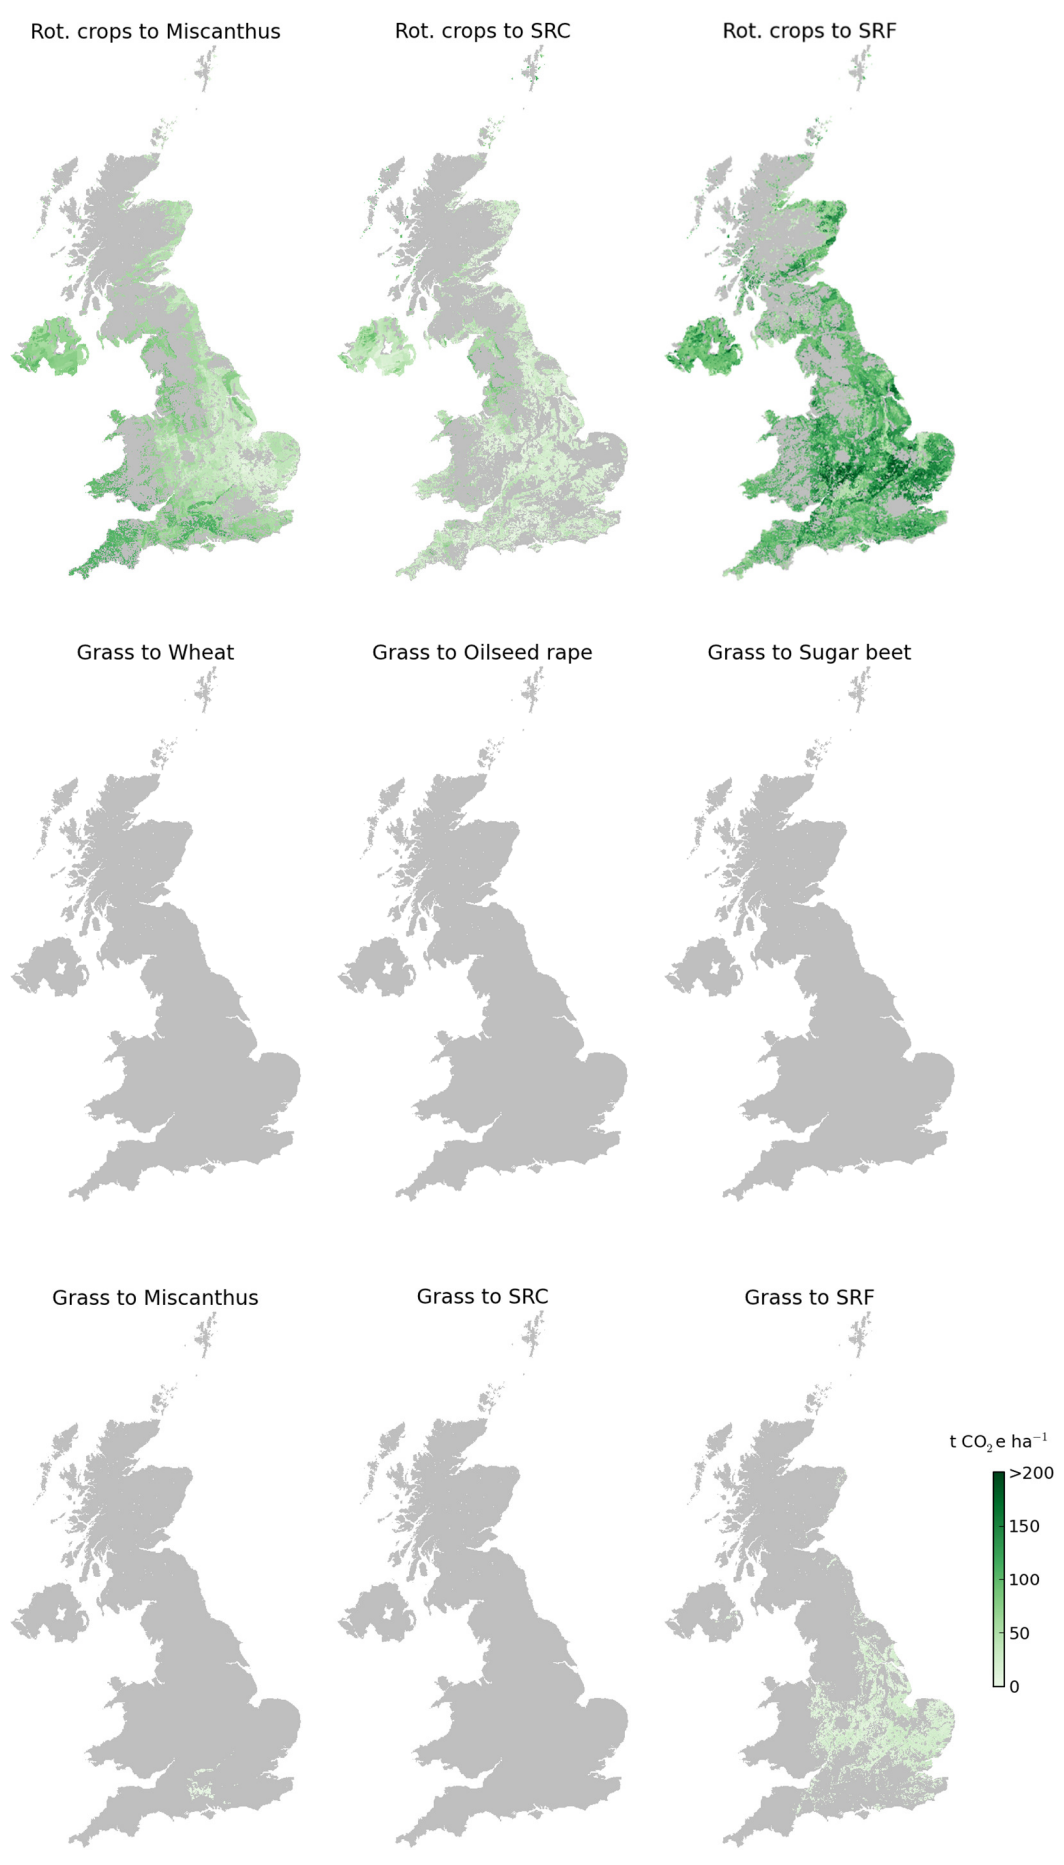 Rot. crops to Miscanthus
Rot. crops to SRC
Rot. crops to SRF
Grass to Wheat
Grass to Oilseed rape
Grass to Sugar beet
Grass to Miscanthus
Grass to SRC
Grass to SRF
t CO₂e ha⁻¹
>200
150
100
50
0